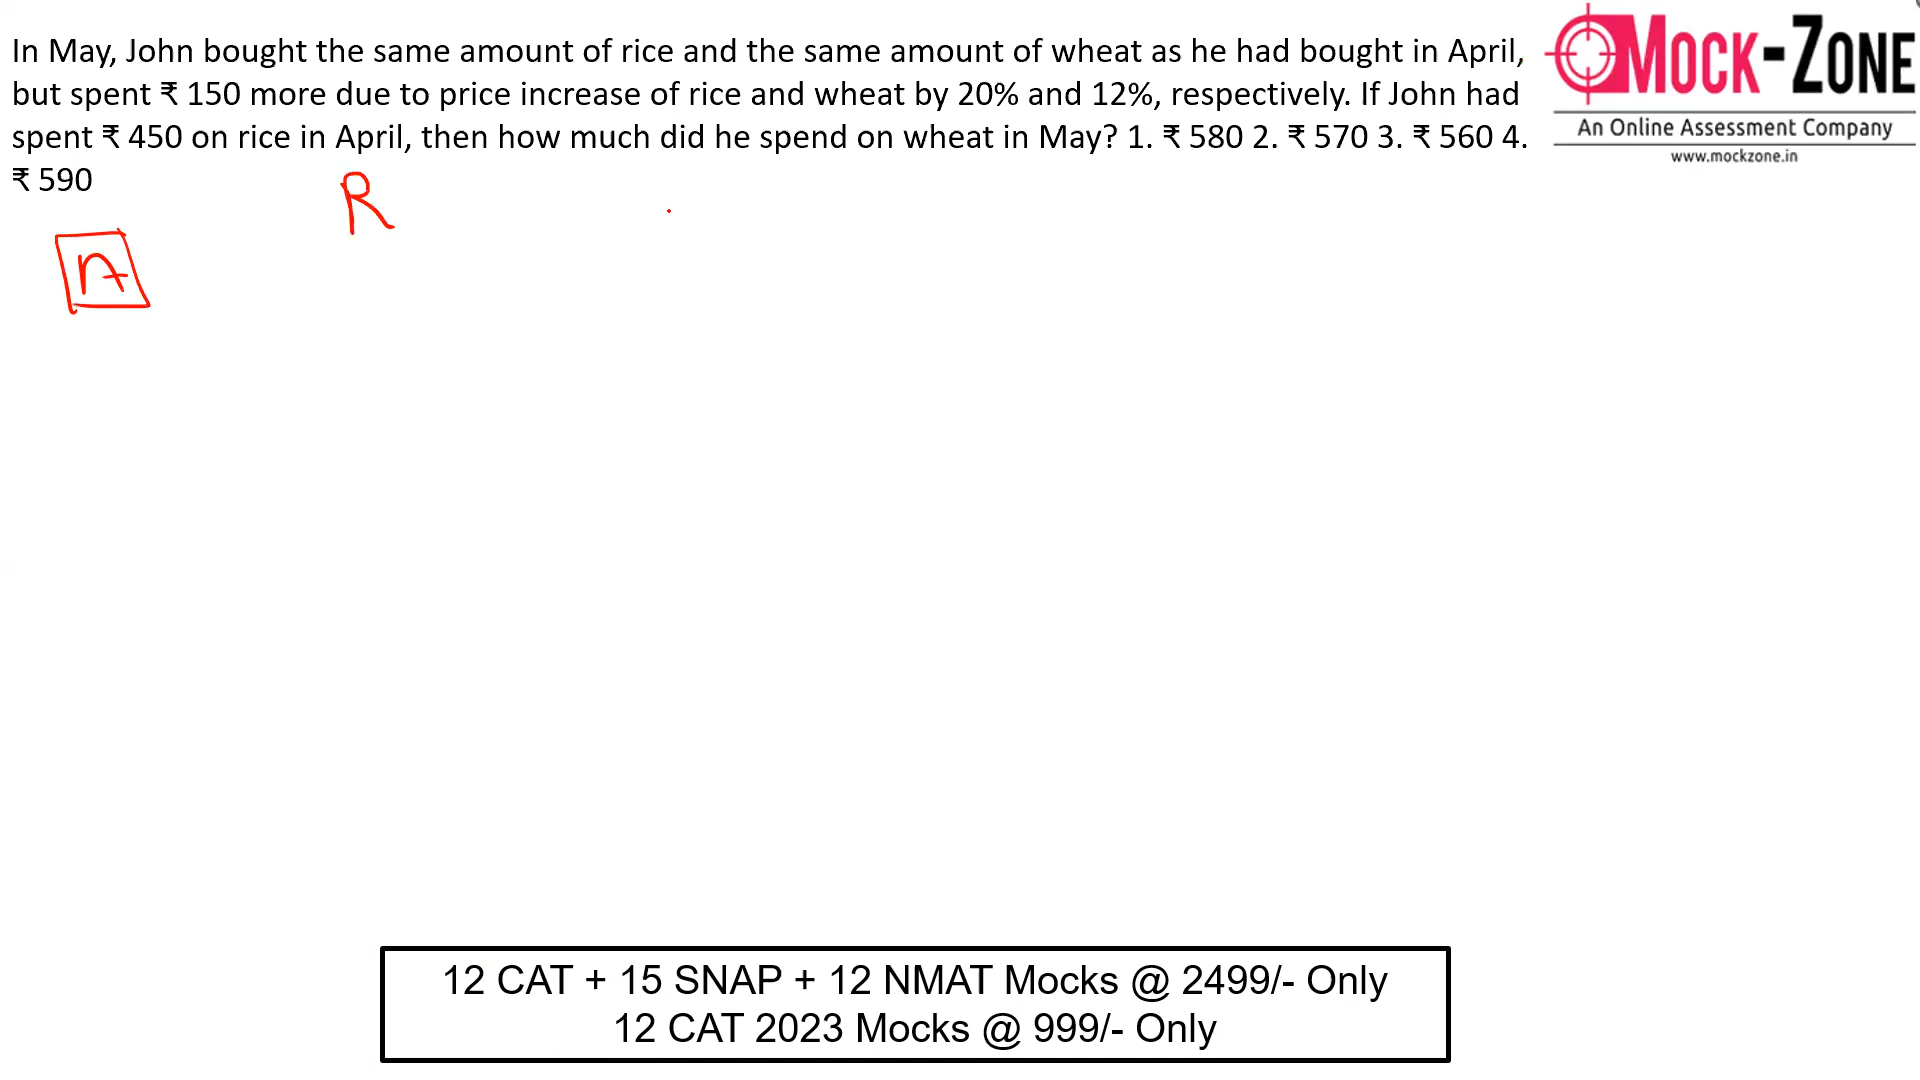 In May, John bought the same amount of rice and the same amount of wheat as he had bought in April,
but spent ₹ 150 more due to price increase of rice and wheat by 20% and 12%, respectively. If John had
spent ₹ 450 on rice in April, then how much did he spend on wheat in May? 1. ₹ 580 2. ₹ 570 3. ₹ 560 4.
₹ 590
MOCK-ZONE
An Online Assessment Company
www.mockzone.in
R
A
12 CAT + 15 SNAP + 12 NMAT Mocks @ 2499/- Only
12 CAT 2023 Mocks @ 999/- Only